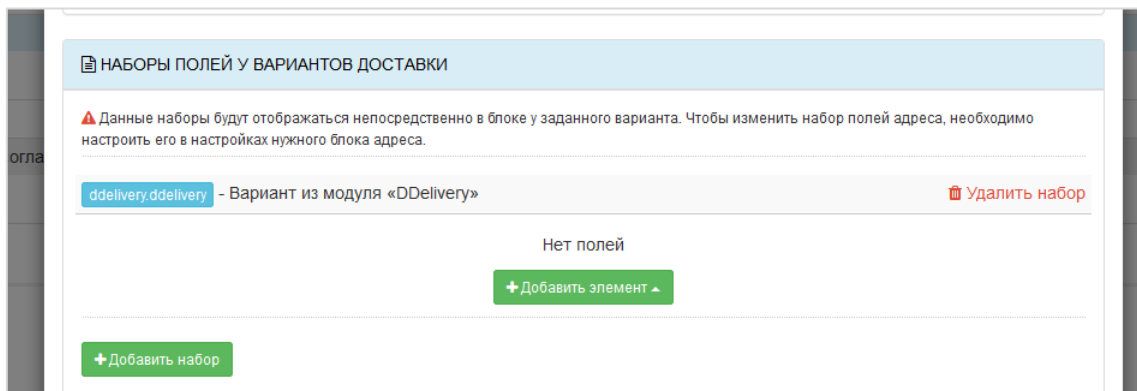 НАБОРЫ ПОЛЕЙ У ВАРИАНТОВ ДОСТАВКИ
Данные наборы будут отображаться непосредственно в блоке у заданного варианта. Чтобы изменить набор полей адреса, необходимо
настроить его в настройках нужного блока адреса.
огла
ddelivery.ddelivery - Вариант из модуля «DDelivery» Удалить набор
Нет полей
+Добавить элемент
+Добавить набор